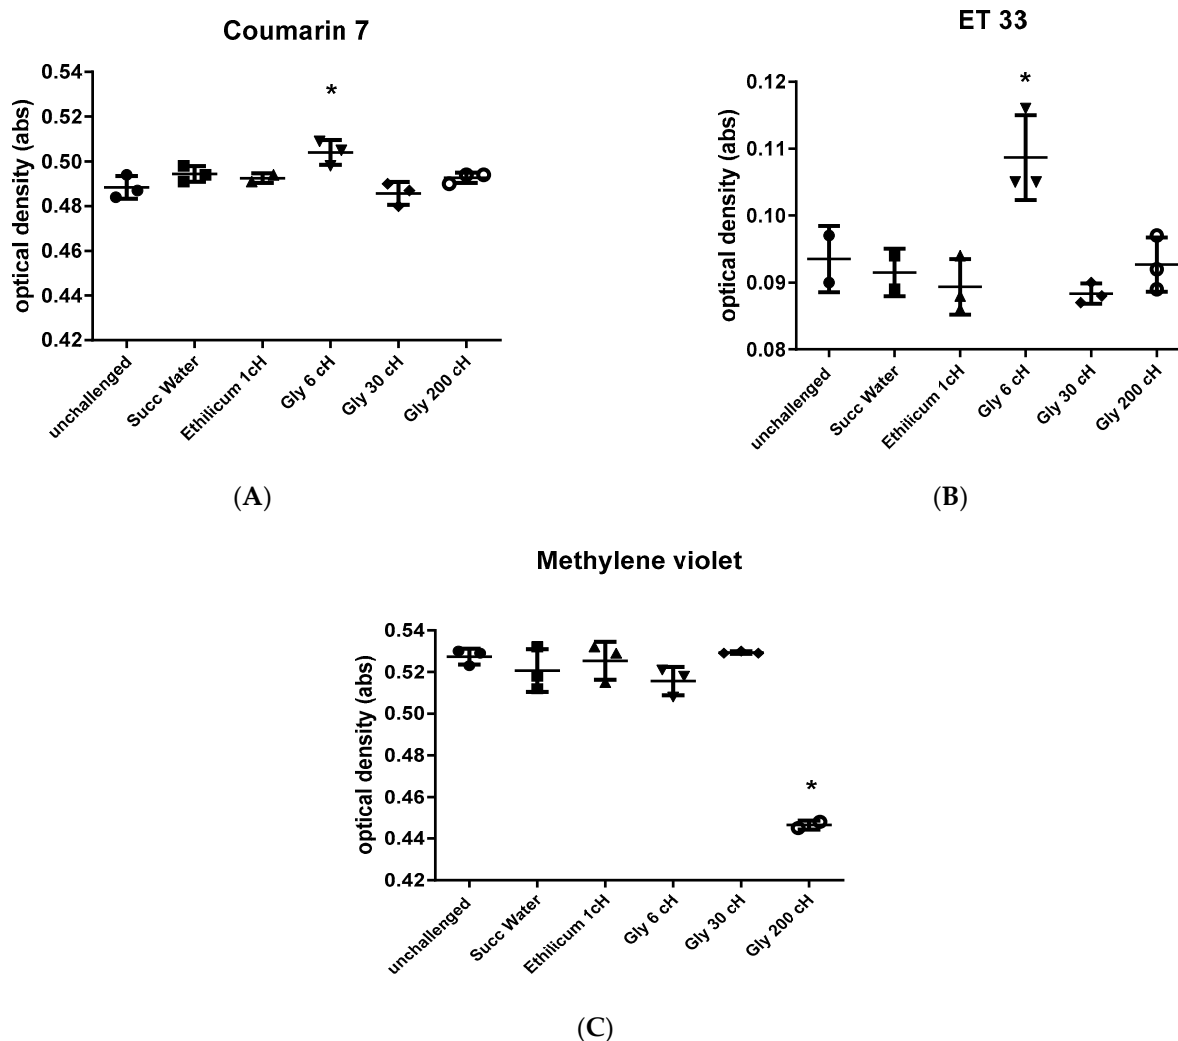 Coumarin 7
optical density (abs)
0.54
0.52
0.50
0.48
0.46
0.44
0.42
*
unchallenged
Succ Water
Ethilicum 1cH
Gly 6 cH
Gly 30 cH
Gly 200 cH
(A)
ET 33
optical density (abs)
0.12
0.11
0.10
0.09
0.08
*
unchallenged
Succ Water
Ethilicum 1cH
Gly 6 cH
Gly 30 cH
Gly 200 cH
(B)
Methylene violet
optical density (abs)
0.54
0.52
0.50
0.48
0.46
0.44
0.42
*
unchallenged
Succ Water
Ethilicum 1cH
Gly 6 cH
Gly 30 cH
Gly 200 cH
(C)